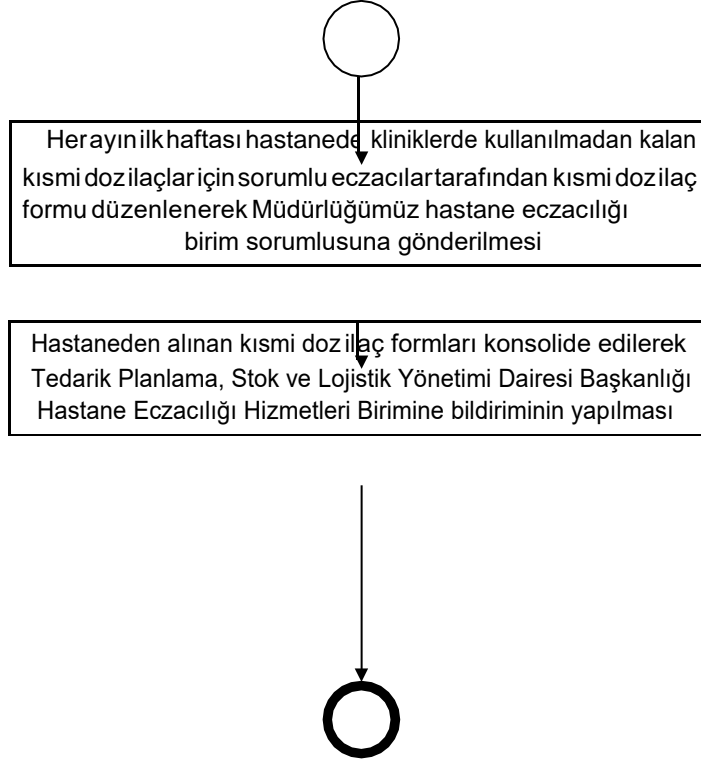 Her ayın ilk haftası hastanede kliniklerde kullanılmadan kalan
kısmi doz ilaçlar için sorumlu eczacılar tarafından kısmi doz ilaç
formu düzenlenerek Müdürlüğümüz hastane eczacılığı
birim sorumlusuna gönderilmesi
Hastaneden alınan kısmi doz ilaç formları konsolide edilerek
Tedarik Planlama, Stok ve Lojistik Yönetimi Dairesi Başkanlığı
Hastane Eczacılığı Hizmetleri Birimine bildiriminin yapılması